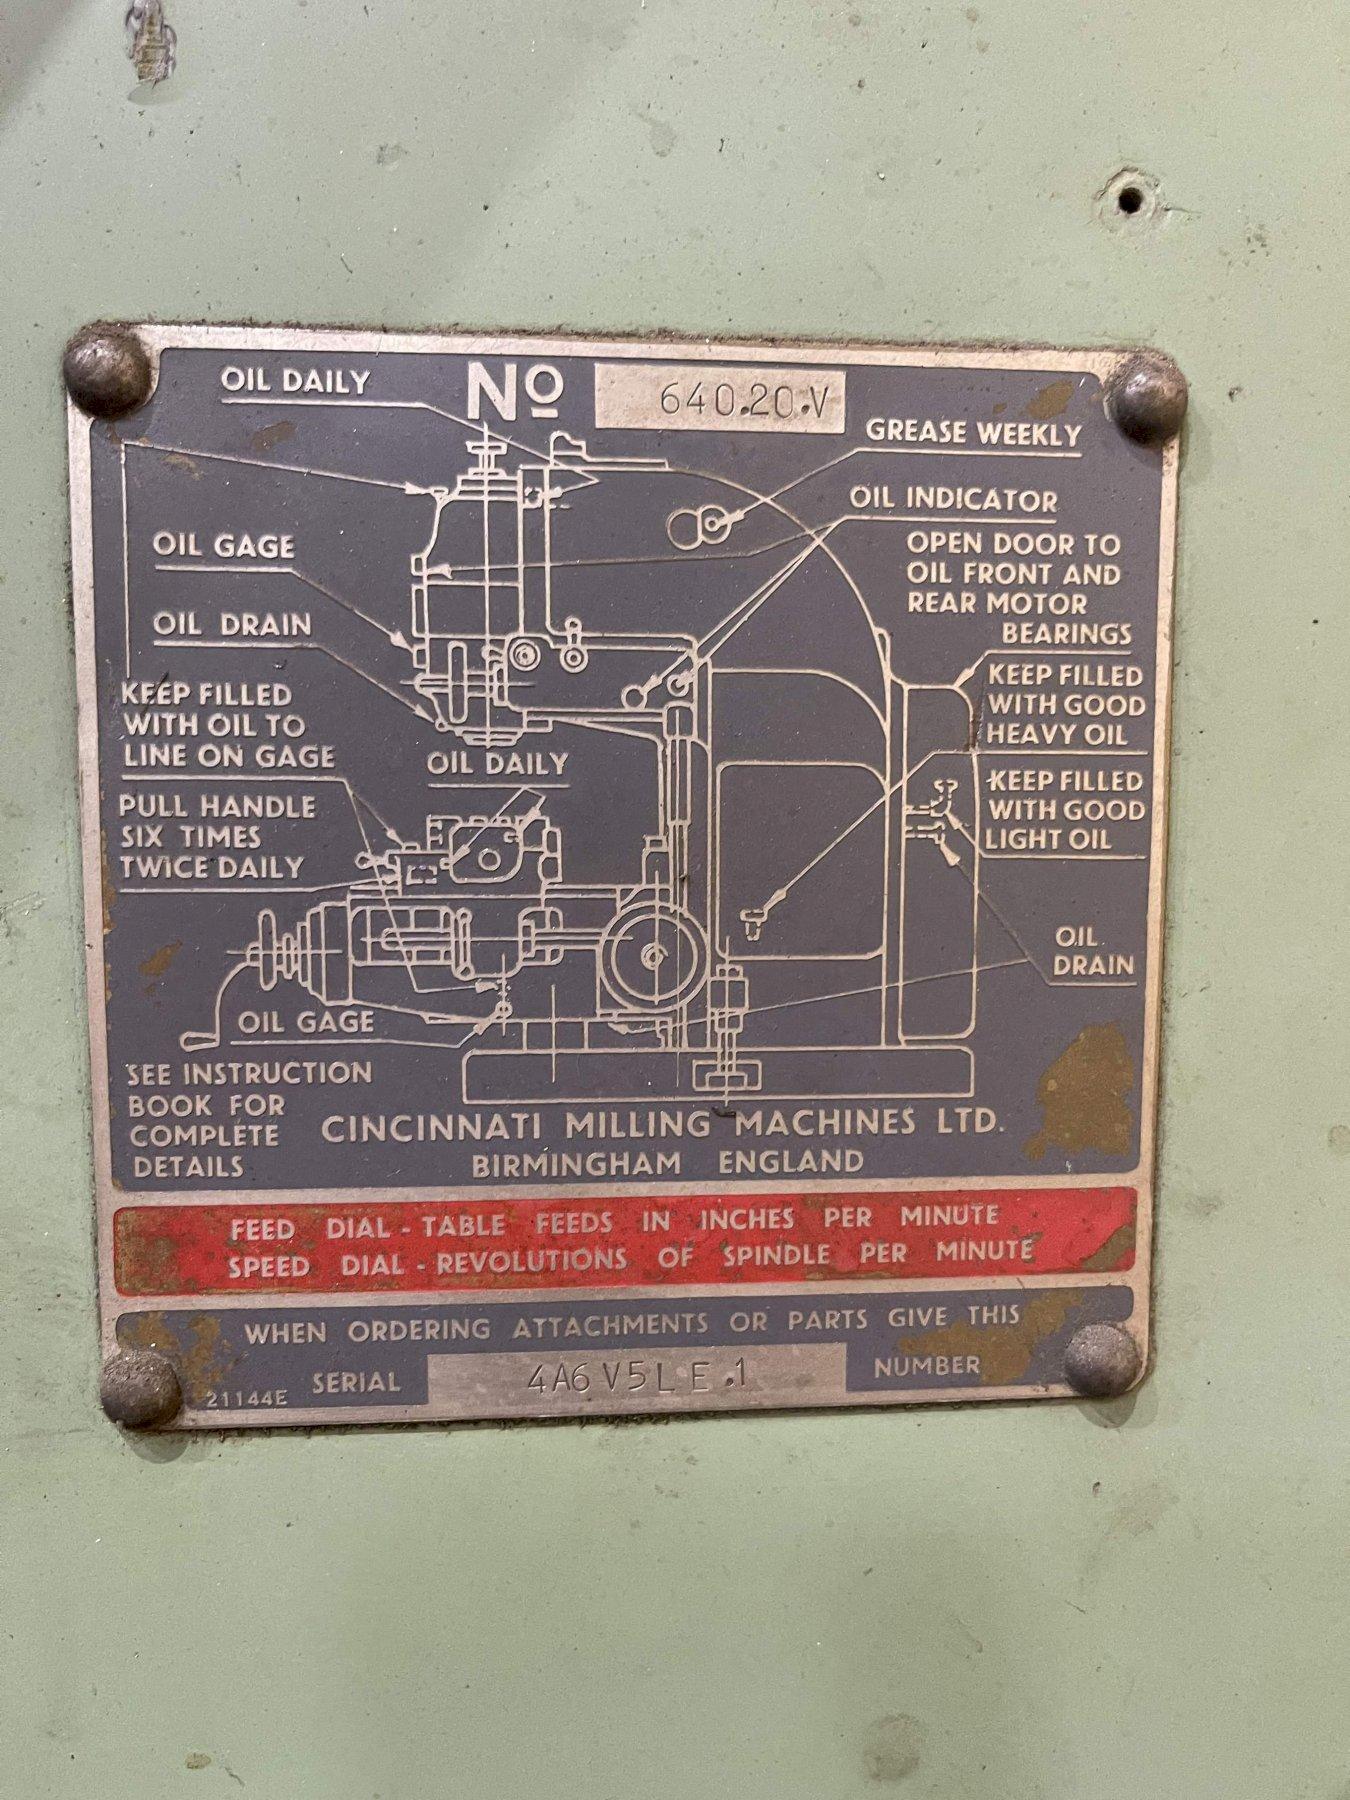 OIL DAILY
No 640.20.V
GREASE WEEKLY
OIL INDICATOR
OIL GAGE
OPEN DOOR TO
OIL FRONT AND
REAR MOTOR
BEARINGS
OIL DRAIN
KEEP FILLED
WITH OIL TO
LINE ON GAGE
KEEP FILLED
WITH GOOD
HEAVY OIL
OIL DAILY
KEEP FILLED
WITH GOOD
LIGHT OIL
PULL HANDLE
SIX TIMES
TWICE DAILY
OIL
DRAIN
OIL GAGE
SEE INSTRUCTION
BOOK FOR
COMPLETE
DETAILS
CINCINNATI MILLING MACHINES LTD.
BIRMINGHAM ENGLAND
FEED DIAL - TABLE FEEDS IN INCHES PER MINUTE
SPEED DIAL - REVOLUTIONS OF SPINDLE PER MINUTE
WHEN ORDERING ATTACHMENTS OR PARTS GIVE THIS
SERIAL 4A6V5LE.1 NUMBER
21144E